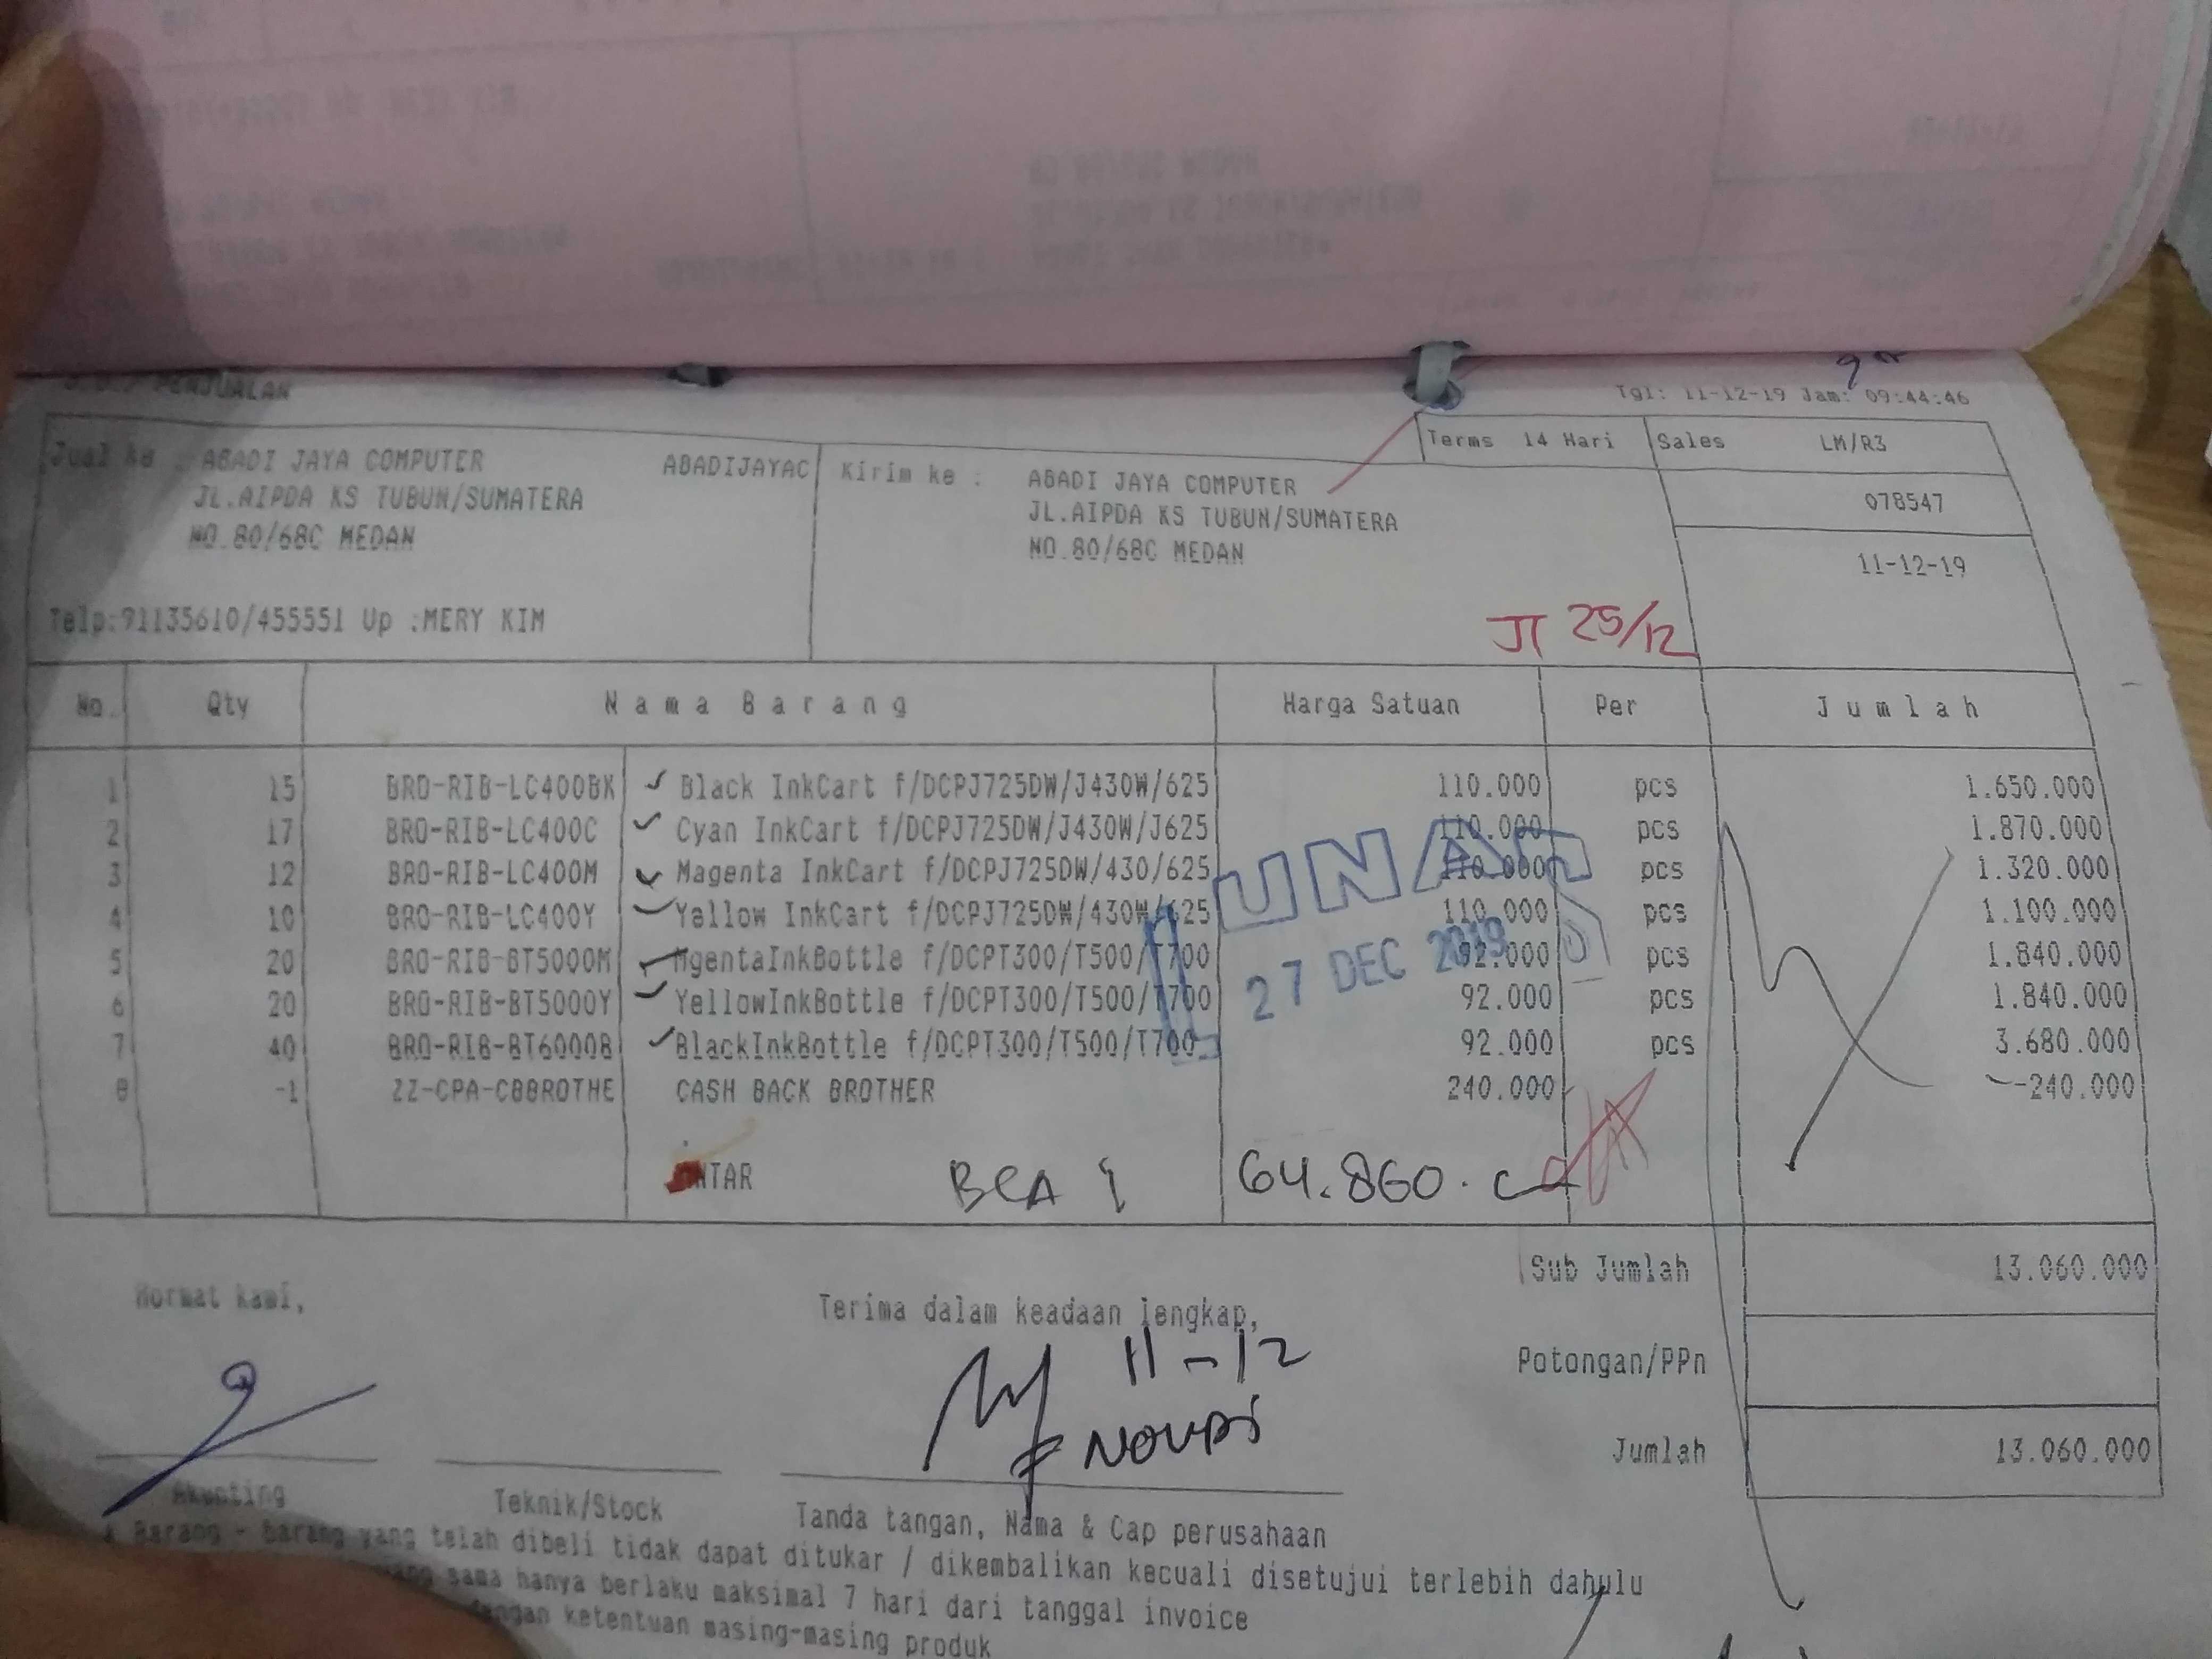 PENJUALAN
Tgl: 11-12-19 Jam: 09:44:46
Terms 14 Hari Sales LM/R3
Jual ke : ABADI JAYA COMPUTER ABADIJAYAC Kirim ke : ABADI JAYA COMPUTER
JL.AIPDA KS TUBUN/SUMATERA JL.AIPDA KS TUBUN/SUMATERA 078547
NO.80/68C MEDAN NO.80/68C MEDAN 11-12-19
Telp:91135610/455551 Up :MERY KIM
JT 25/12
No. Qty Nama Barang Harga Satuan Per Jumlah
1 15 BRO-RIB-LC400BK Black InkCart f/DCPJ725DW/J430W/625 110.000 pcs 1.650.000
2 17 BRO-RIB-LC400C Cyan InkCart f/DCPJ725DW/J430W/J625 110.000 pcs 1.870.000
3 12 BRO-RIB-LC400M Magenta InkCart f/DCPJ725DW/430/625 110.000 pcs 1.320.000
4 10 BRO-RIB-LC400Y Yellow InkCart f/DCPJ725DW/430W/625 110.000 pcs 1.100.000
5 20 BRO-RIB-BT5000M MgentaInkBottle f/DCPT300/T500/T700 92.000 pcs 1.840.000
6 20 BRO-RIB-BT5000Y YellowInkBottle f/DCPT300/T500/T700 92.000 pcs 1.840.000
7 40 BRO-RIB-BT6000B BlackInkBottle f/DCPT300/T500/T700 92.000 pcs 3.680.000
8 -1 ZZ-CPA-CBBROTHE CASH BACK BROTHER 240.000 -240.000
LUNAS
27 DEC 2019
ANTAR BCA 64.860.
Sub Jumlah 13.060.000
Hormat kami, Terima dalam keadaan lengkap,
11-12
Potongan/PPn
Novpi
Jumlah 13.060.000
Akunting Teknik/Stock Tanda tangan, Nama & Cap perusahaan
Barang - barang yang telah dibeli tidak dapat ditukar / dikembalikan kecuali disetujui terlebih dahulu
sama hanya berlaku maksimal 7 hari dari tanggal invoice
dengan ketentuan masing-masing produk